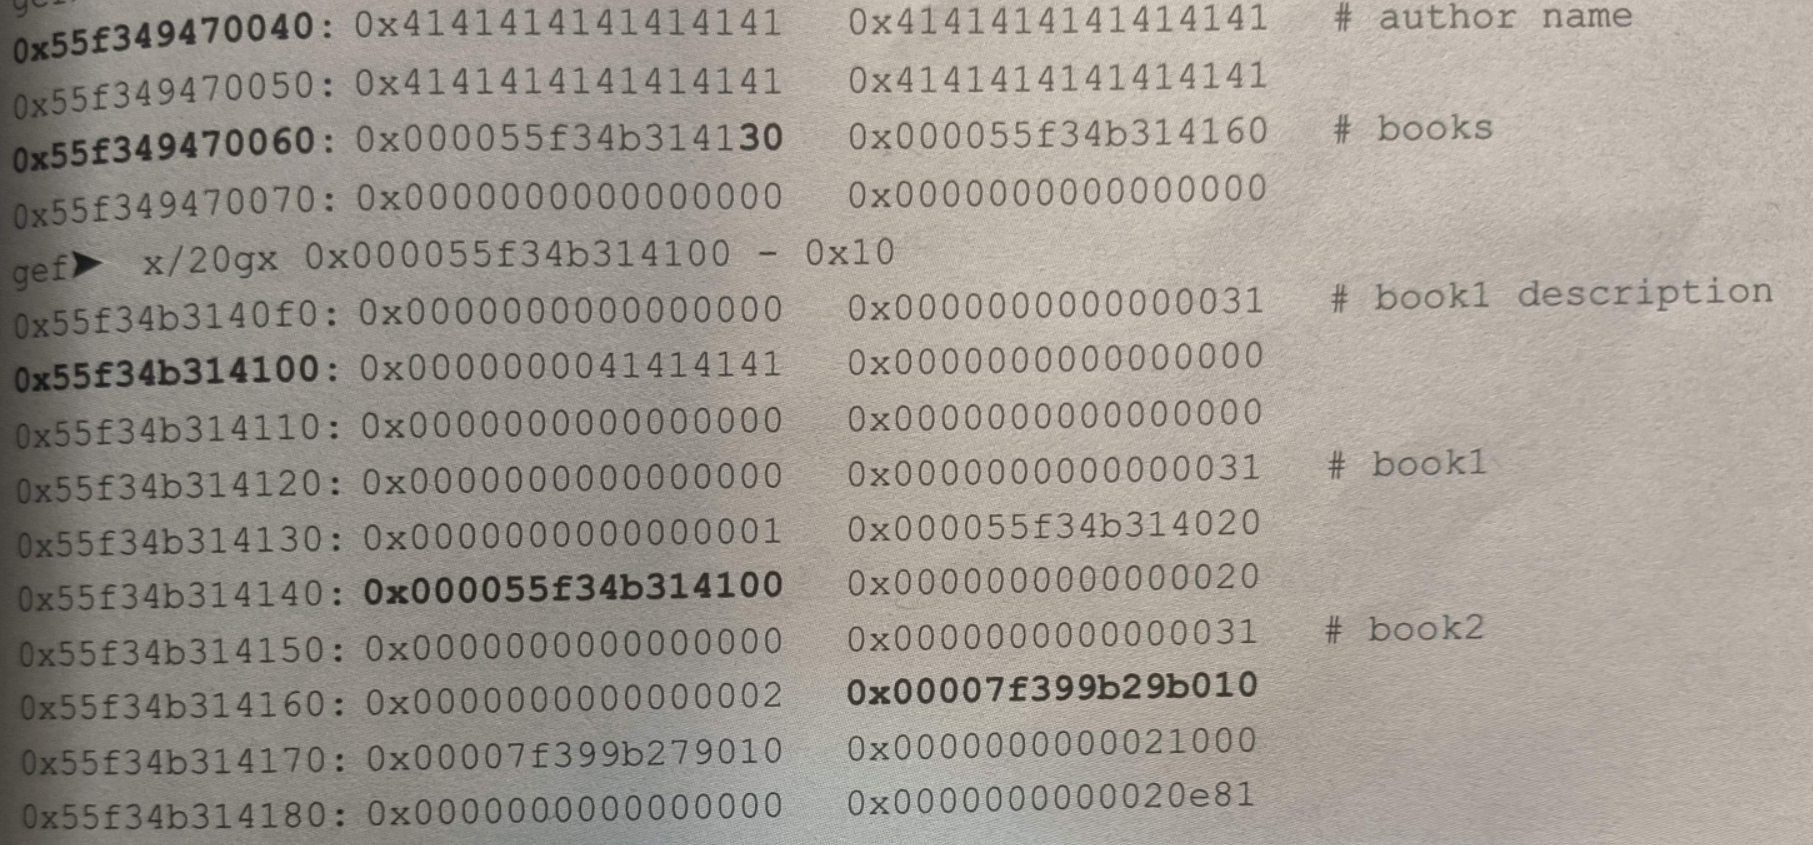 0x55f349470040: 0x4141414141414141 0x4141414141414141 # author name
0x55f349470050: 0x4141414141414141 0x4141414141414141
0x55f349470060: 0x000055f34b314130 0x000055f34b314160 # books
0x55f349470070: 0x0000000000000000 0x0000000000000000
gef➤ x/20gx 0x000055f34b314100 - 0x10
0x55f34b3140f0: 0x0000000000000000 0x0000000000000031 # book1 description
0x55f34b314100: 0x0000000041414141 0x0000000000000000
0x55f34b314110: 0x0000000000000000 0x0000000000000000
0x55f34b314120: 0x0000000000000000 0x0000000000000031 # book1
0x55f34b314130: 0x0000000000000001 0x000055f34b314020
0x55f34b314140: 0x000055f34b314100 0x0000000000000020
0x55f34b314150: 0x0000000000000000 0x0000000000000031 # book2
0x55f34b314160: 0x0000000000000002 0x00007f399b29b010
0x55f34b314170: 0x00007f399b279010 0x0000000000021000
0x55f34b314180: 0x0000000000000000 0x0000000000020e81